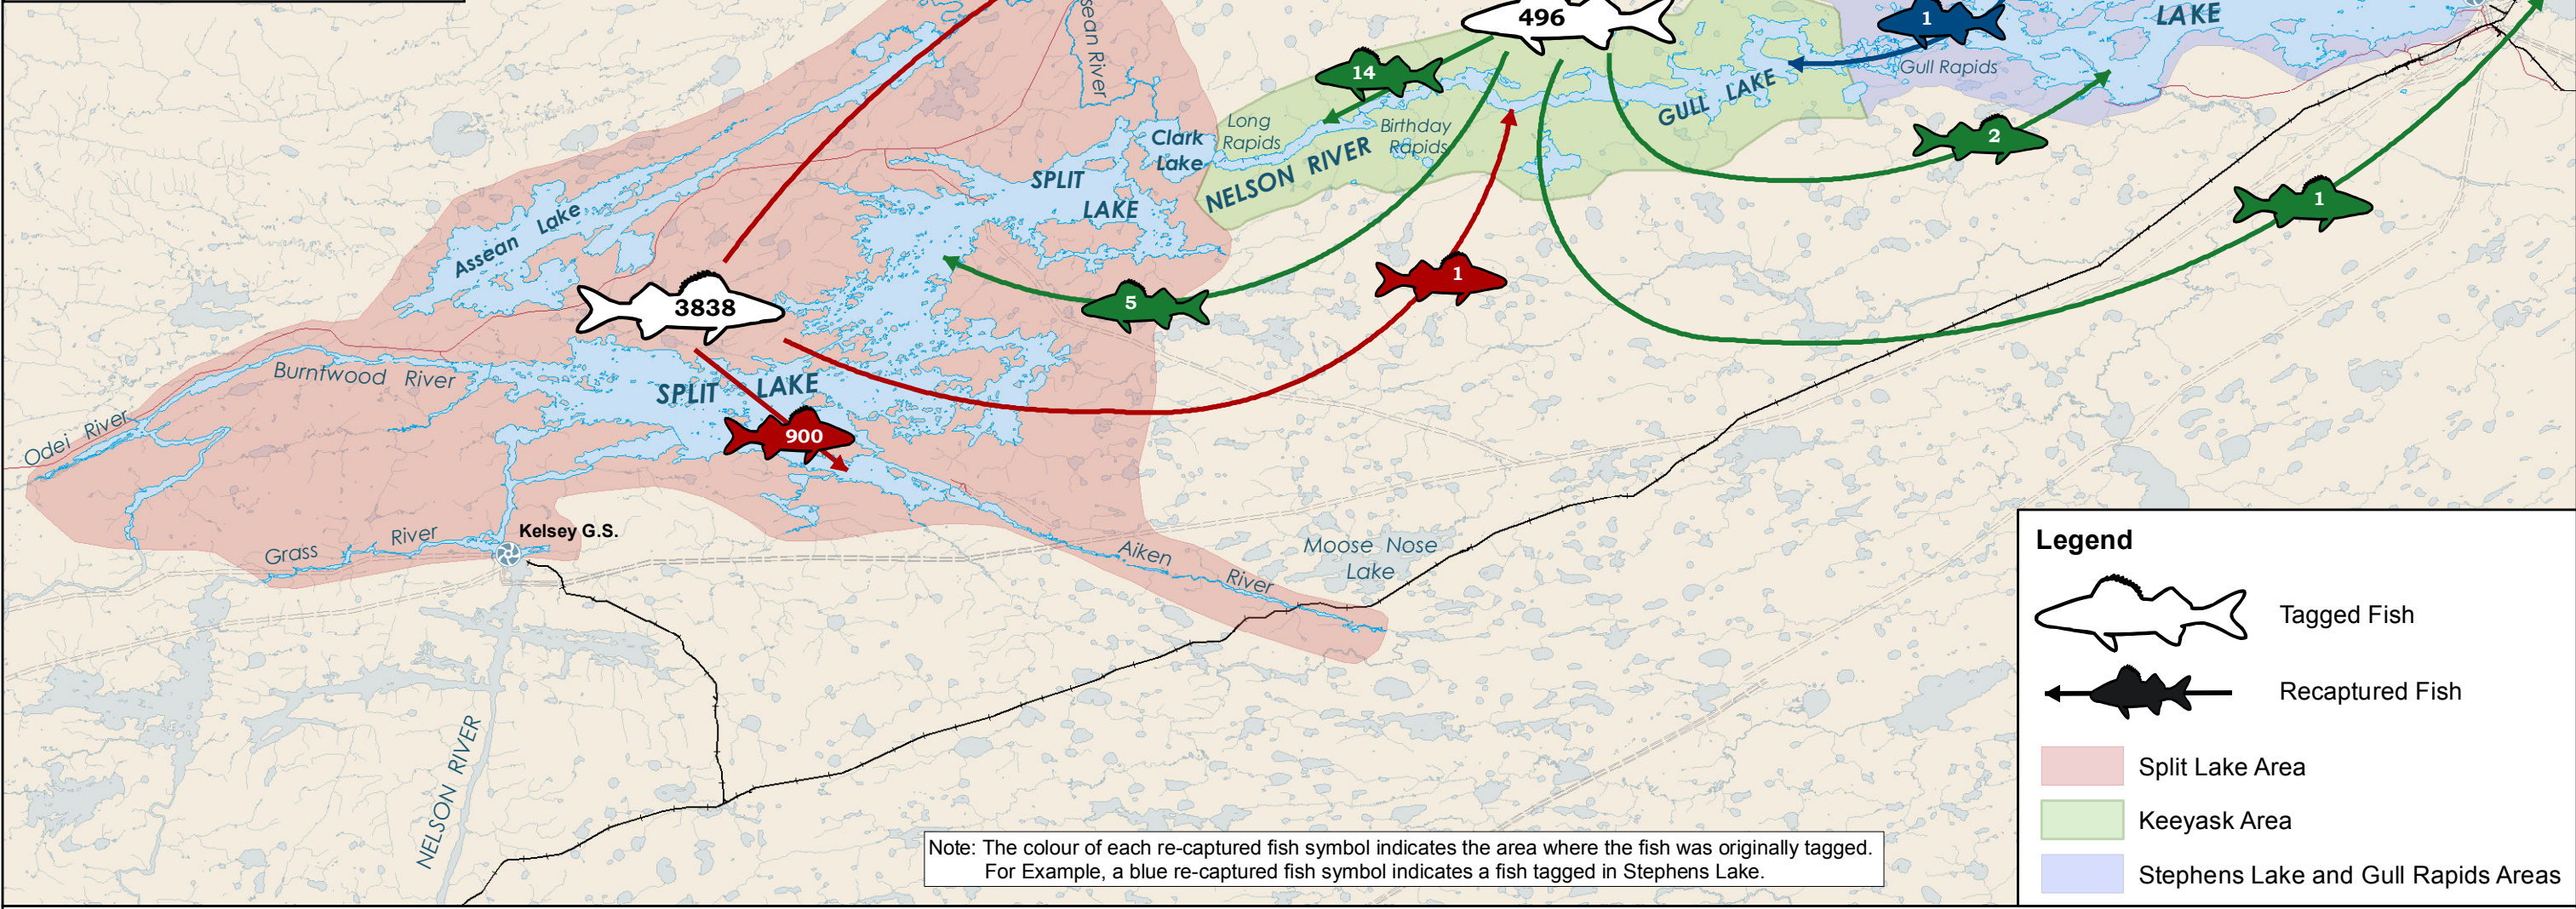 496
1
LAKE
sean River
14
Gull Rapids
GULL LAKE
Long
Rapids
Birthday
Rapids
Clark
Lake
2
NELSON RIVER
SPLIT
LAKE
1
Assean Lake
1
5
3838
Burntwood River
SPLIT LAKE
Odei River
900
Kelsey G.S.
Grass River
Aiken River
Moose Nose
Lake
NELSON RIVER
Legend
Tagged Fish
Recaptured Fish
Split Lake Area
Keeyask Area
Stephens Lake and Gull Rapids Areas
Note: The colour of each re-captured fish symbol indicates the area where the fish was originally tagged.
For Example, a blue re-captured fish symbol indicates a fish tagged in Stephens Lake.